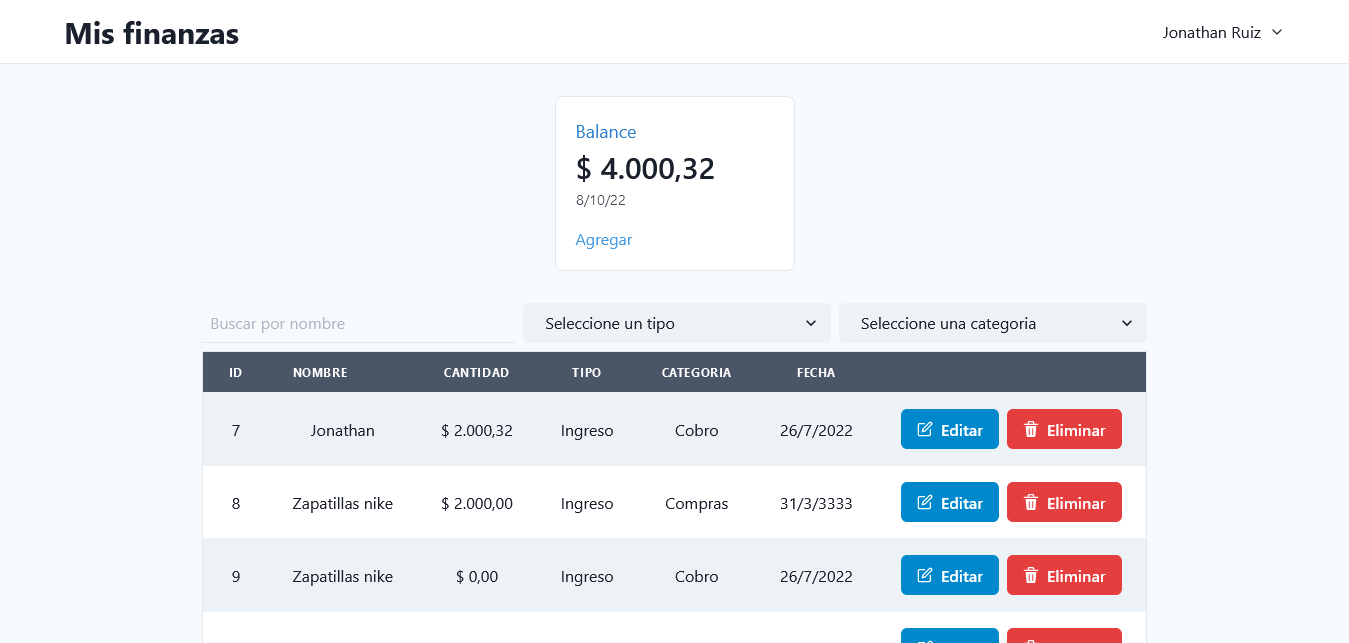 Mis finanzas
Jonathan Ruiz
Balance
$ 4.000,32
8/10/22
Agregar
Buscar por nombre Seleccione un tipo Seleccione una categoria
ID NOMBRE CANTIDAD TIPO CATEGORIA FECHA
7 Jonathan $ 2.000,32 Ingreso Cobro 26/7/2022 Editar Eliminar
8 Zapatillas nike $ 2.000,00 Ingreso Compras 31/3/3333 Editar Eliminar
9 Zapatillas nike $ 0,00 Ingreso Cobro 26/7/2022 Editar Eliminar